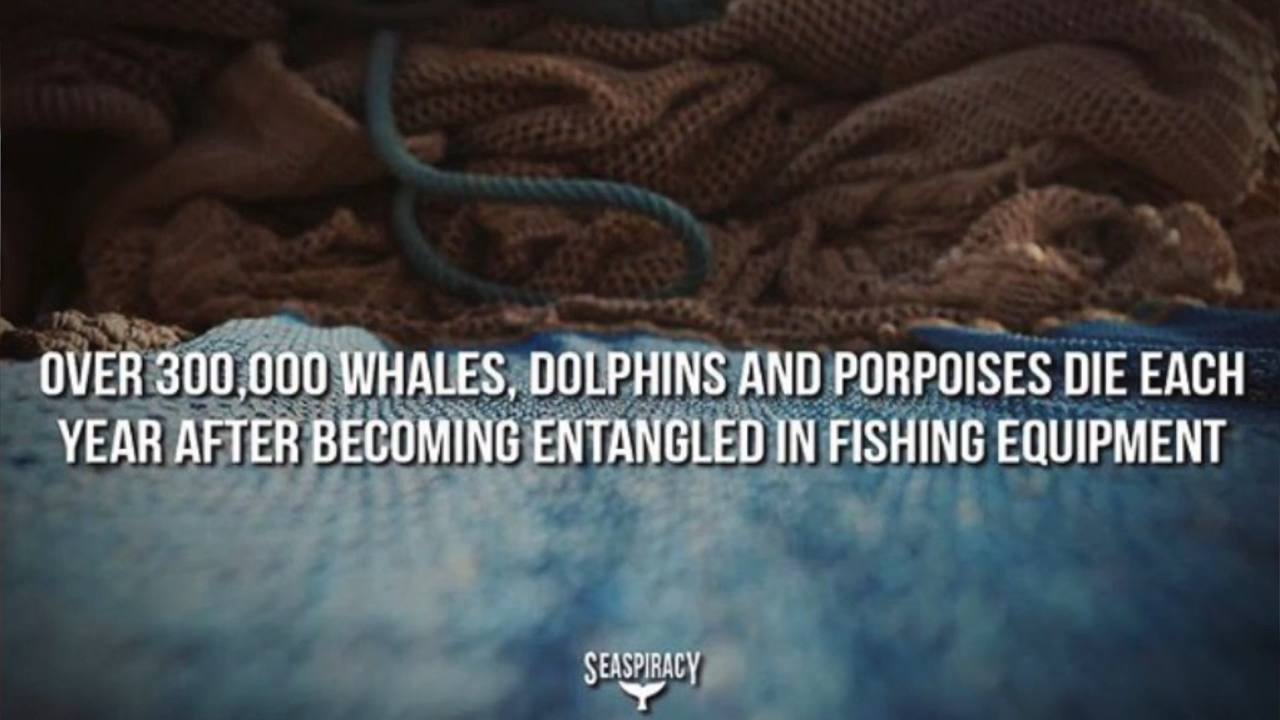 OVER 300,000 WHALES, DOLPHINS AND PORPOISES DIE EACH
YEAR AFTER BECOMING ENTANGLED IN FISHING EQUIPMENT
SEASPIRACY